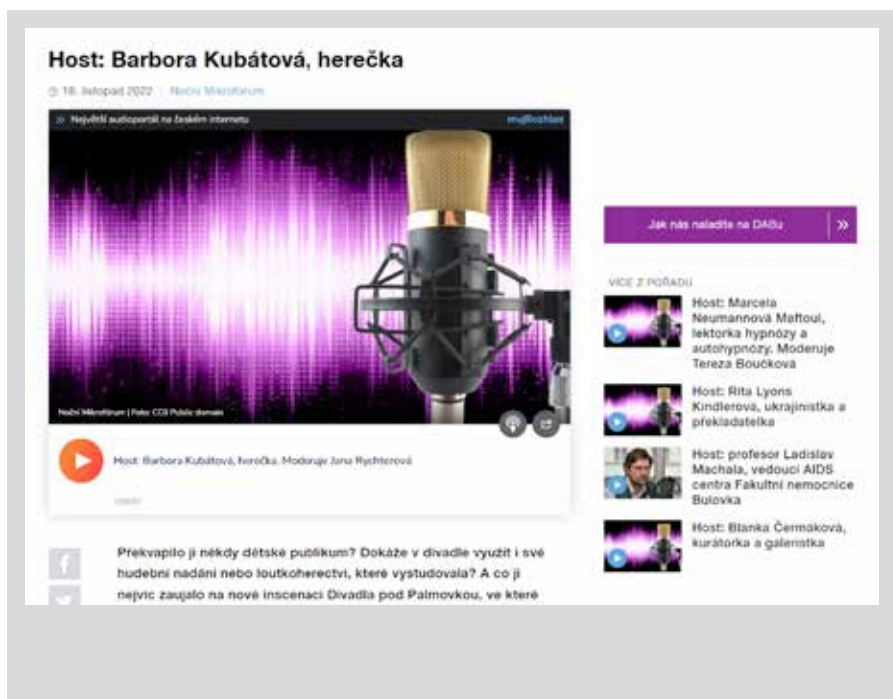 Host: Barbora Kubátová, herečka
18. listopad 2022 | Noční Mikrofórum
Největší audioportál na českém internetu
mujRozhlas
Noční Mikrofórum | Foto: CC0 Public domain
Host: Barbora Kubátová, herečka. Moderuje Jana Rychterová
Překvapilo ji někdy dětské publikum? Dokáže v divadle využít i své
hudební nadání nebo loutkoherectví, které vystudovala? A co ji
nejvíc zaujalo na nové inscenaci Divadla pod Palmovkou, ve které
Jak nás naladíte na DABu
VÍCE Z POŘADU
Host: Marcela
Neumannová Maftoul,
lektorka hypnózy a
autohypnózy. Moderuje
Tereza Boučková
Host: Rita Lyons
Kindlerová, ukrajinistka a
překladatelka
Host: profesor Ladislav
Machala, vedoucí AIDS
centra Fakultní nemocnice
Bulovka
Host: Blanka Čermáková,
kurátorka a galeristka